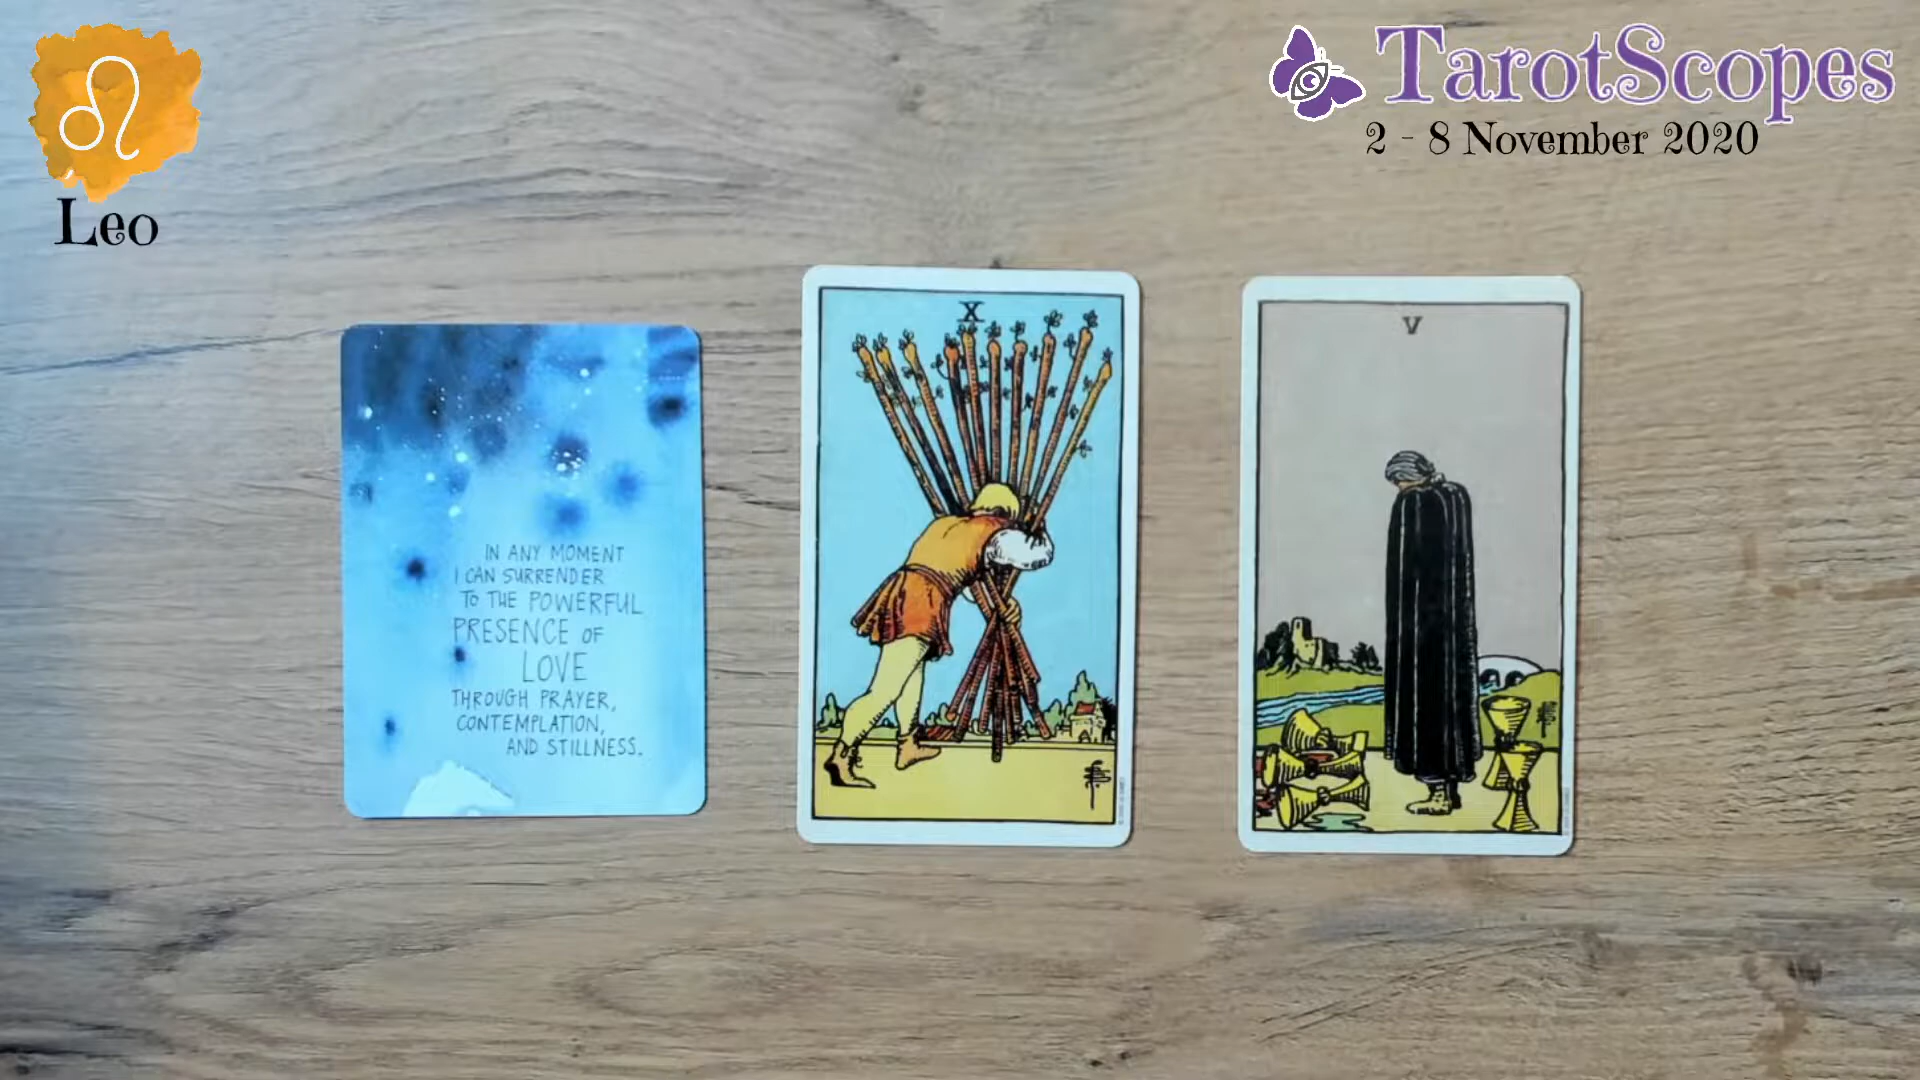 Leo
TarotScopes
2 - 8 November 2020
IN ANY MOMENT
I CAN SURRENDER
TO THE POWERFUL
PRESENCE OF
LOVE
THROUGH PRAYER,
CONTEMPLATION,
AND STILLNESS.
X
V